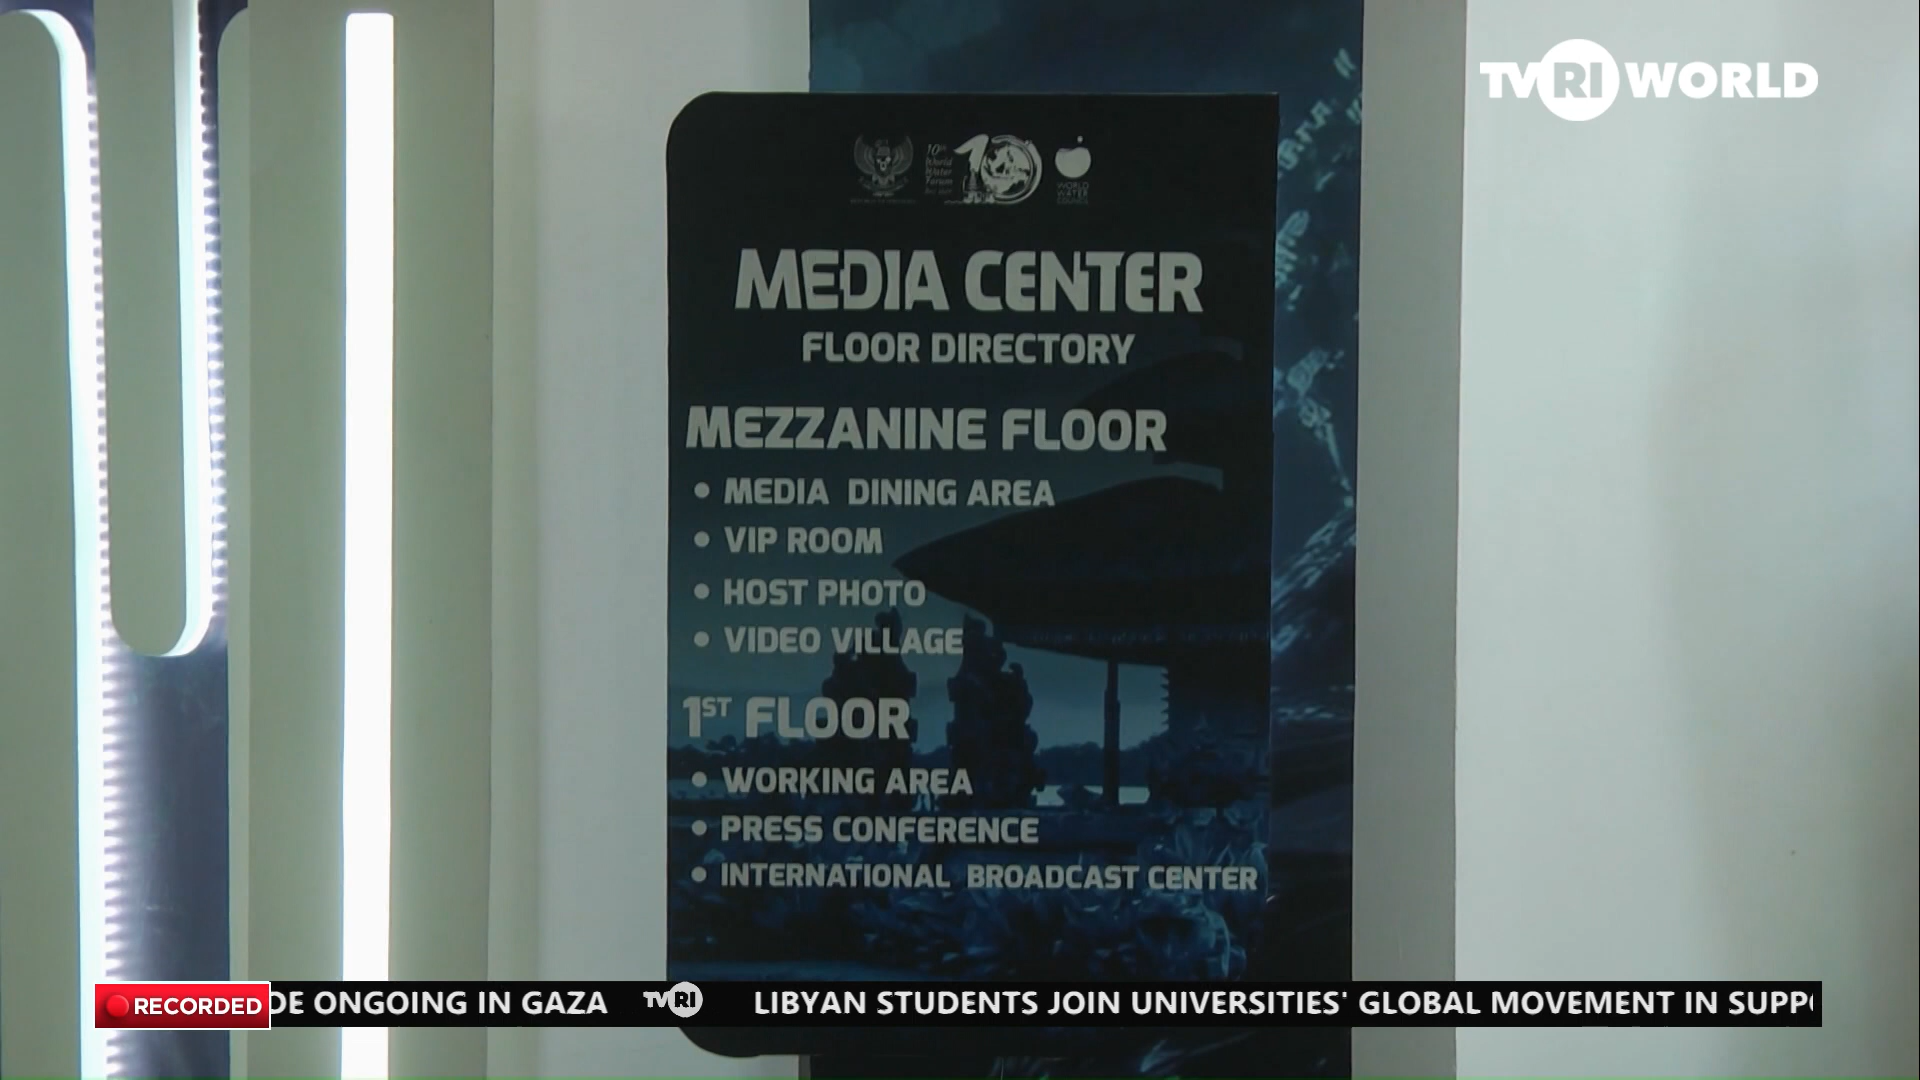 TVRI WORLD
10th
World
Water
Forum
10
WORLD
WATER
COUNCIL
MEDIA CENTER
FLOOR DIRECTORY
MEZZANINE FLOOR
• MEDIA DINING AREA
• VIP ROOM
• HOST PHOTO
• VIDEO VILLAGE
1ST FLOOR
• WORKING AREA
• PRESS CONFERENCE
• INTERNATIONAL BROADCAST CENTER
RECORDED DE ONGOING IN GAZA TVRI LIBYAN STUDENTS JOIN UNIVERSITIES' GLOBAL MOVEMENT IN SUPP